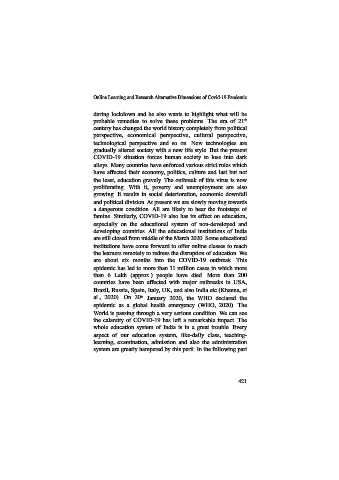 Online Learning and Research Alternative Dimensions of Covid-19 Pandemic
during lockdown and he also wants to highlight what will be
probable remedies to solve these problems. The era of 21st
century has changed the world history completely from political
perspective, economical perspective, cultural perspective,
technological perspective and so on. New technologies are
gradually altered society with a new life style. But the present
COVID-19 situation forces human society to lose into dark
alleys. Many countries have enforced various strict rules which
have affected their economy, politics, culture and last but not
the least, education gravely. The outbreak of this virus is now
proliferating. With it, poverty and unemployment are also
growing. It results in social deterioration, economic downfall
and political division. At present we are slowly moving towards
a dangerous condition. All are likely to hear the footsteps of
famine. Similarly, COVID-19 also has its effect on education,
especially on the educational system of non-developed and
developing countries. All the educational institutions of India
are still closed from middle of the March 2020. Some educational
institutions have come forward to offer online classes to reach
the learners remotely to redress the disruption of education. We
are about six months into the COVID-19 outbreak. This
epidemic has led to more than 11 million cases in which more
than 6 Lakh (approx.) people have died. More than 200
countries have been affected with major outbreaks in USA,
Brazil, Russia, Spain, Italy, UK, and also India etc (Khanna, et
al., 2020). On 30th January 2020, the WHO declared the
epidemic as a global health emergency (WHO, 2020). The
World is passing through a very serious condition. We can see
the calamity of COVID-19 has left a remarkable impact. The
whole education system of India is in a great trouble. Every
aspect of our education system, like-daily class, teaching-
learning, examination, admission and also the administration
system are greatly hampered by this peril. In the following part
421